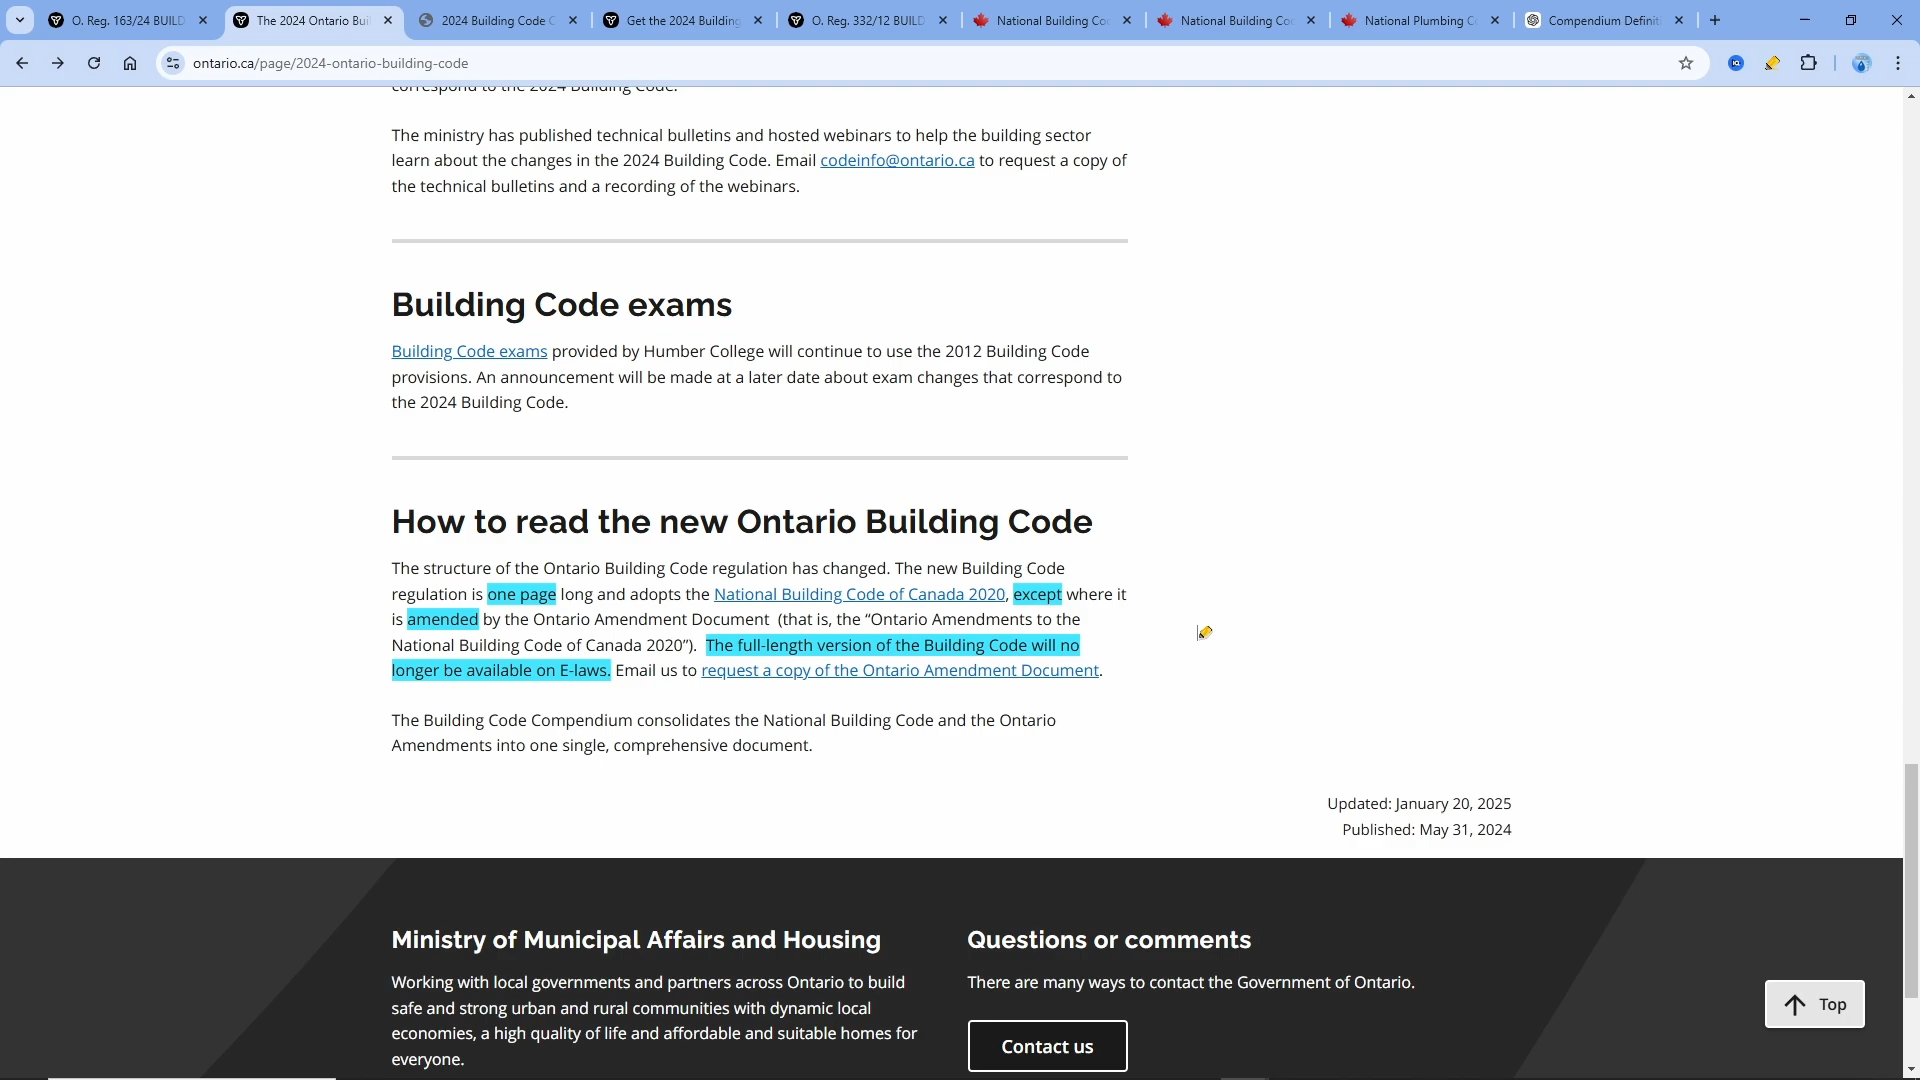 O. Reg. 163/24 BUILD
The 2024 Ontario Bui
2024 Building Code C
Get the 2024 Building
O. Reg. 332/12 BUILD
National Building Co
National Building Co
National Plumbing C
Compendium Definiti
ontario.ca/page/2024-ontario-building-code
correspond to the 2024 Building Code.
The ministry has published technical bulletins and hosted webinars to help the building sector
learn about the changes in the 2024 Building Code. Email codeinfo@ontario.ca to request a copy of
the technical bulletins and a recording of the webinars.
Building Code exams
Building Code exams provided by Humber College will continue to use the 2012 Building Code
provisions. An announcement will be made at a later date about exam changes that correspond to
the 2024 Building Code.
How to read the new Ontario Building Code
The structure of the Ontario Building Code regulation has changed. The new Building Code
regulation is one page long and adopts the National Building Code of Canada 2020, except where it
is amended by the Ontario Amendment Document (that is, the “Ontario Amendments to the
National Building Code of Canada 2020”). The full-length version of the Building Code will no
longer be available on E-laws. Email us to request a copy of the Ontario Amendment Document.
The Building Code Compendium consolidates the National Building Code and the Ontario
Amendments into one single, comprehensive document.
Updated: January 20, 2025
Published: May 31, 2024
Ministry of Municipal Affairs and Housing
Working with local governments and partners across Ontario to build
safe and strong urban and rural communities with dynamic local
economies, a high quality of life and affordable and suitable homes for
everyone.
Questions or comments
There are many ways to contact the Government of Ontario.
Contact us
Top